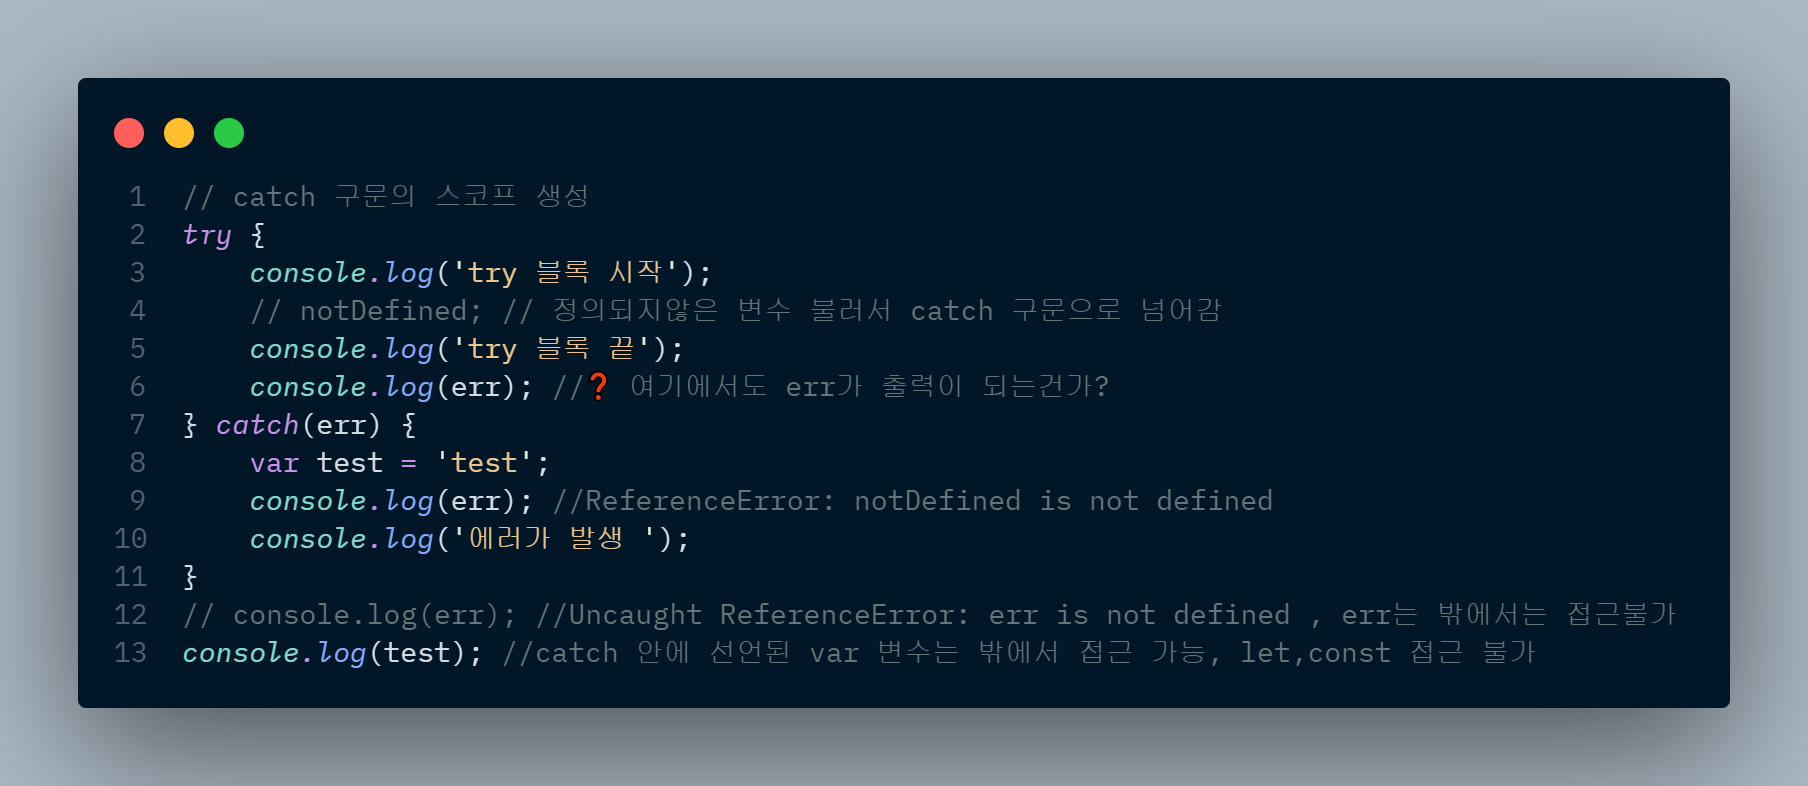 1 // catch 구문의 스코프 생성
2 try {
3     console.log('try 블록 시작');
4     // notDefined; // 정의되지않은 변수 불러서 catch 구문으로 넘어감
5     console.log('try 블록 끝');
6     console.log(err); //❓ 여기에서도 err가 출력이 되는건가?
7 } catch(err) {
8     var test = 'test';
9     console.log(err); //ReferenceError: notDefined is not defined
10     console.log('에러가 발생 ');
11 }
12 // console.log(err); //Uncaught ReferenceError: err is not defined , err는 밖에서는 접근불가
13 console.log(test); //catch 안에 선언된 var 변수는 밖에서 접근 가능, let,const 접근 불가